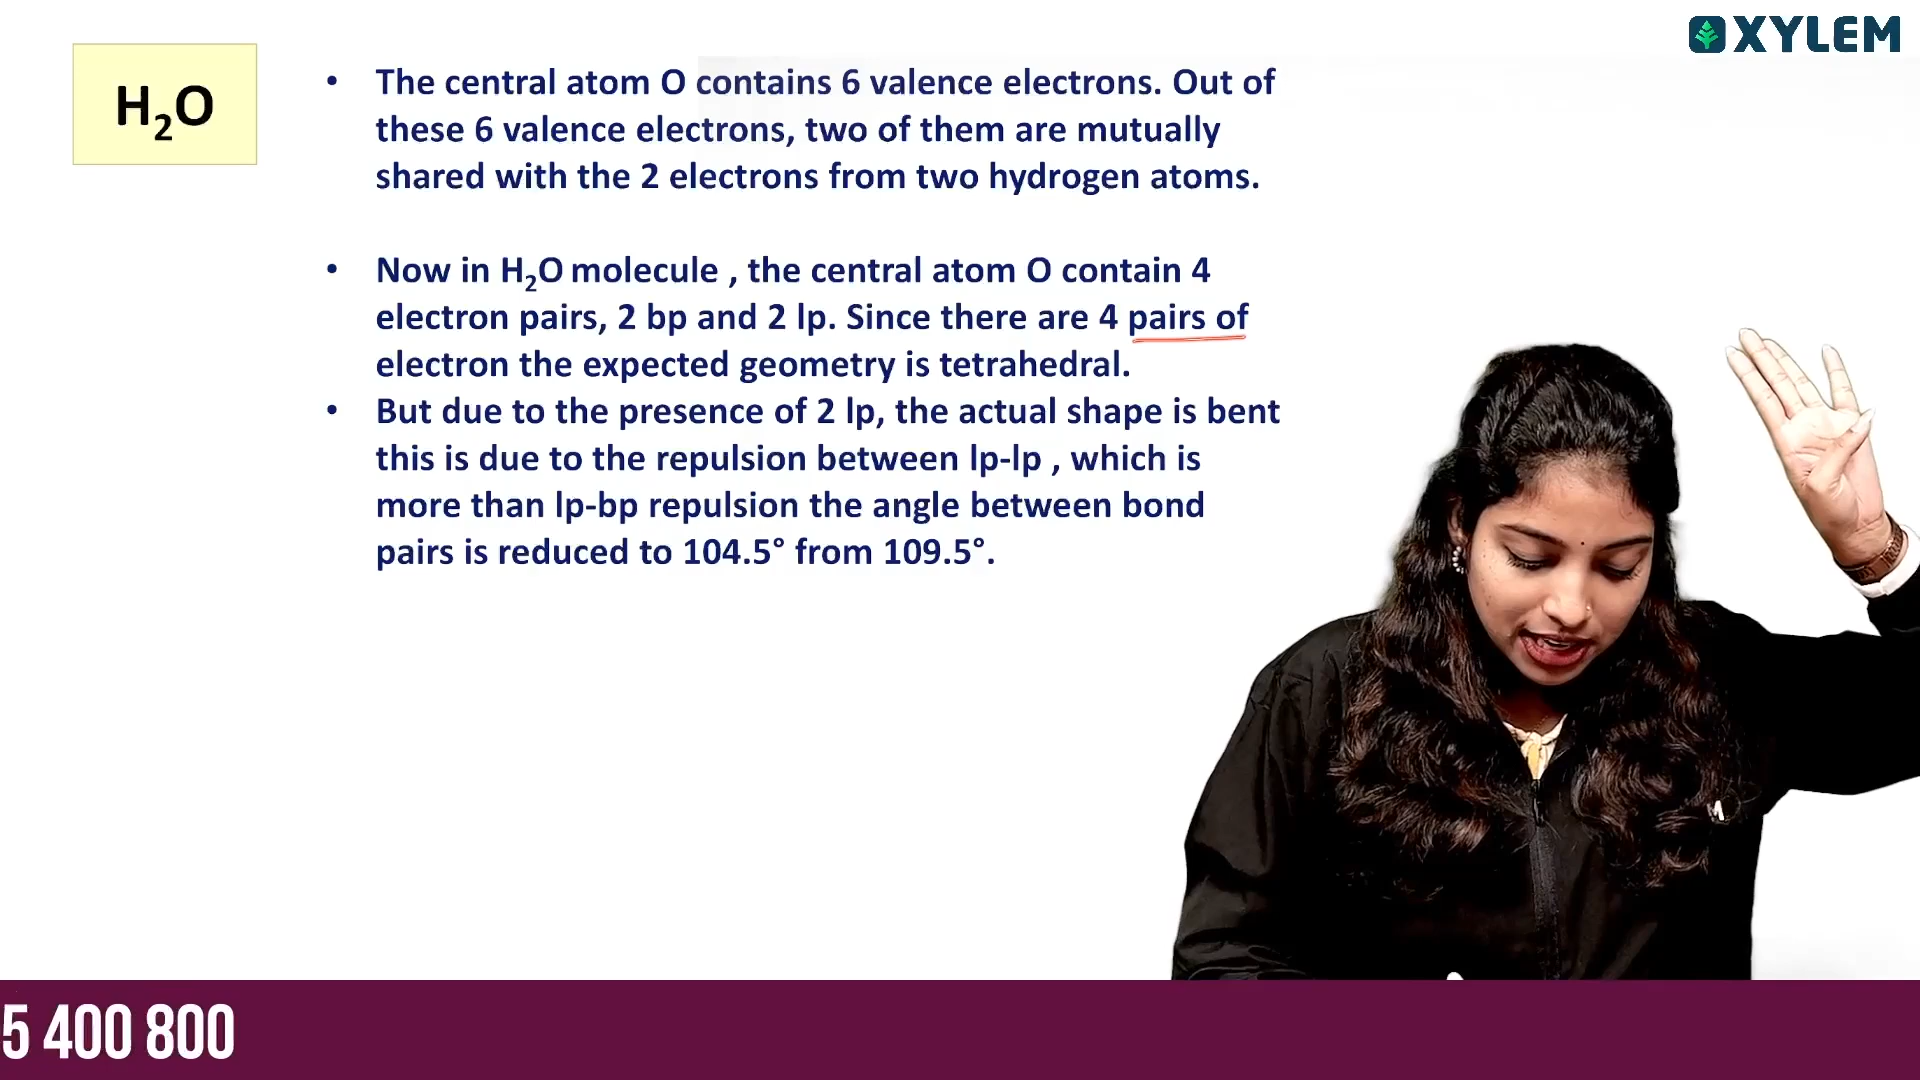 XYLEM
H₂O
• The central atom O contains 6 valence electrons. Out of
these 6 valence electrons, two of them are mutually
shared with the 2 electrons from two hydrogen atoms.
• Now in H₂O molecule , the central atom O contain 4
electron pairs, 2 bp and 2 lp. Since there are 4 pairs of
electron the expected geometry is tetrahedral.
• But due to the presence of 2 lp, the actual shape is bent
this is due to the repulsion between lp-lp , which is
more than lp-bp repulsion the angle between bond
pairs is reduced to 104.5° from 109.5°.
5 400 800